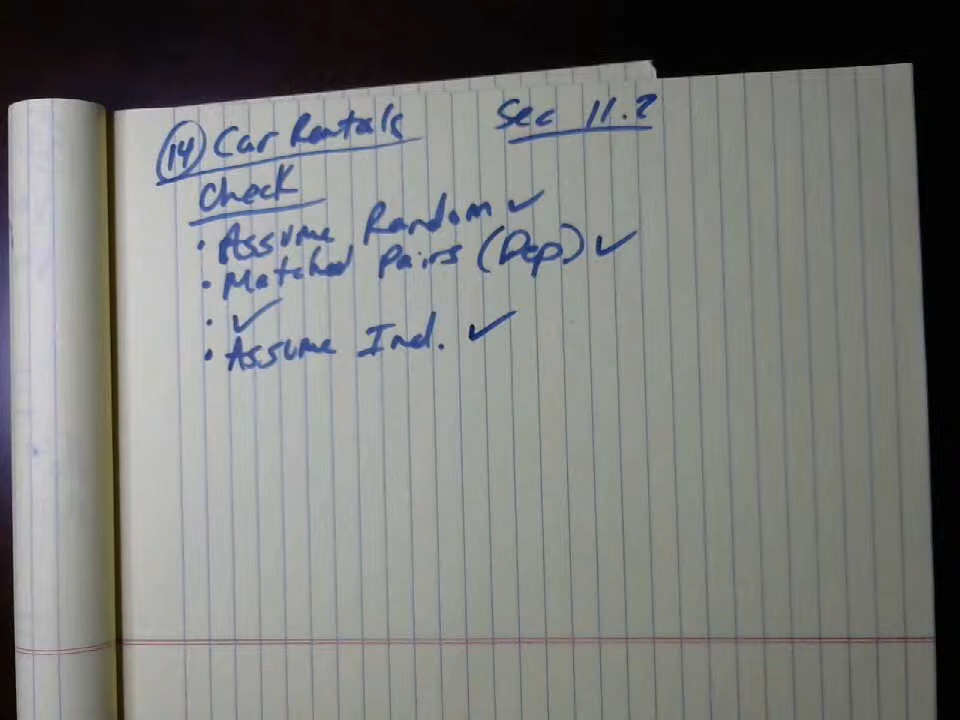 14 Car Rentals Sec 11.2
Check
• Assume Random ✓
• Matched Pairs (Dep) ✓
• ✓
• Assume Ind. ✓